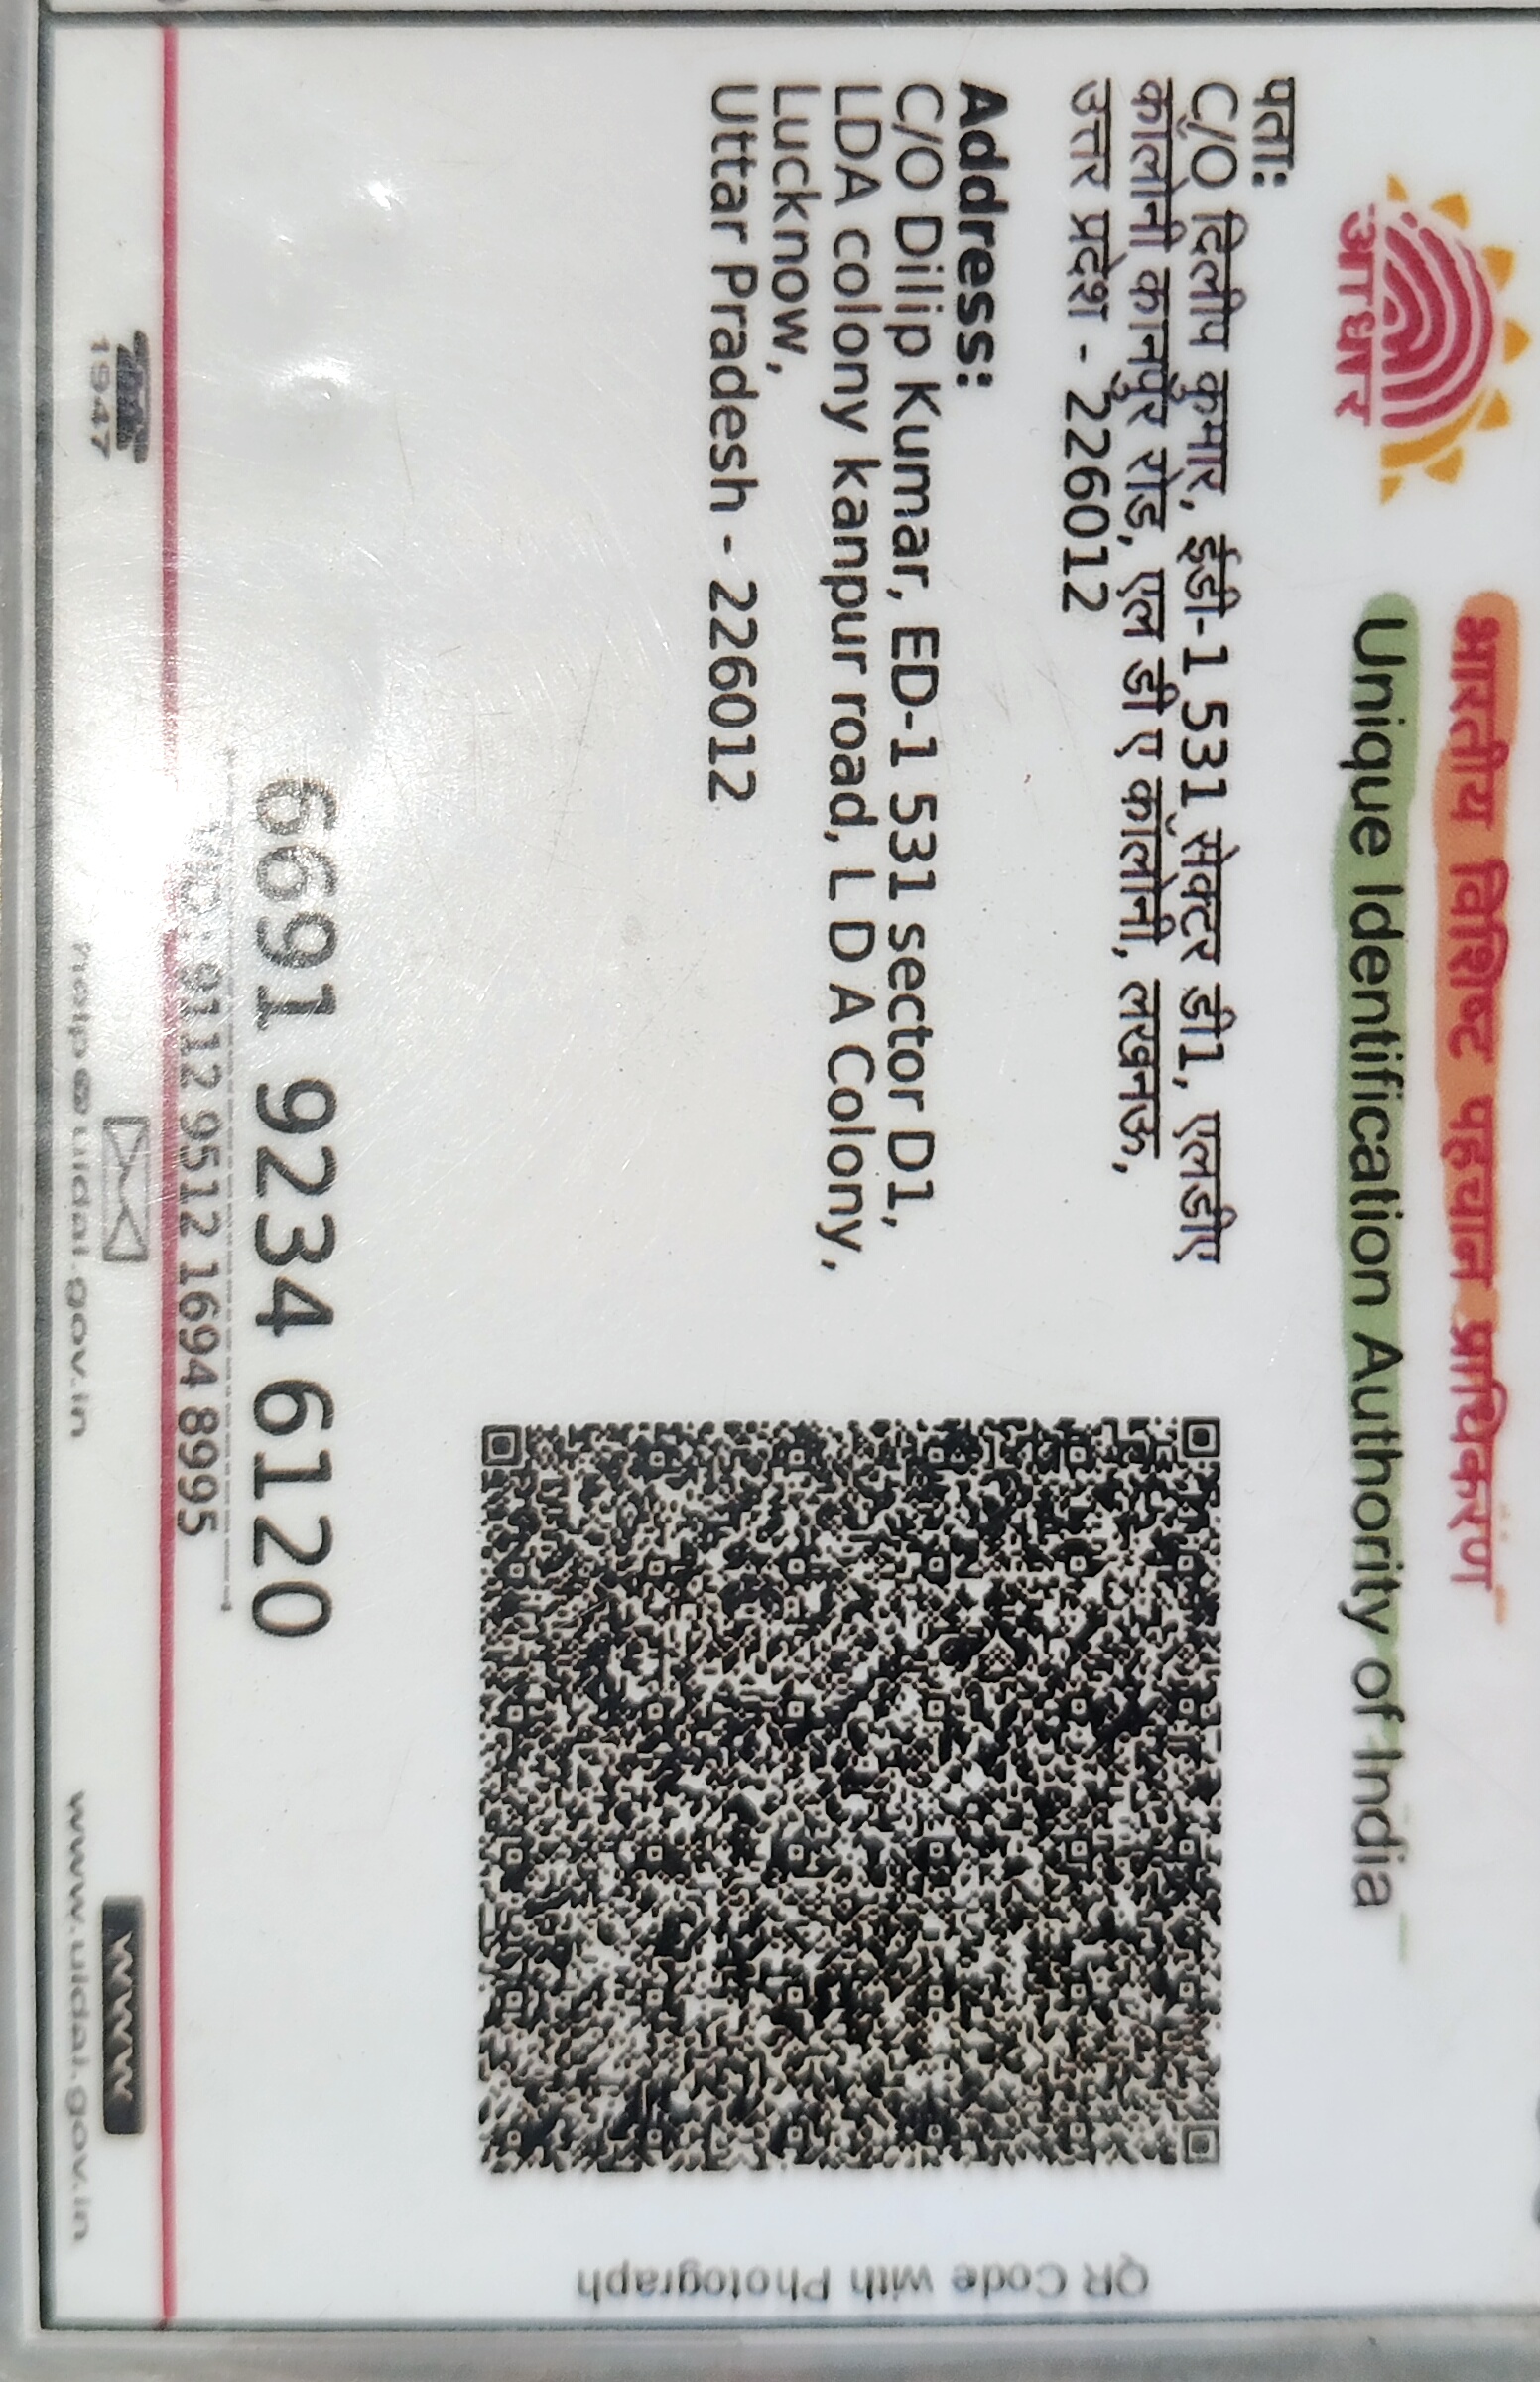 भारतीय विशिष्ट पहचान प्राधिकरण
Unique Identification Authority of India
आधार
पता:
C/O दिलीप कुमार, ईडी-1 531 सेक्टर डी1, एलडीए
कॉलोनी कानपुर रोड, एल डी ए कॉलोनी, लखनऊ,
उत्तर प्रदेश - 226012
Address:
C/O Dilip Kumar, ED-1 531 sector D1,
LDA colony kanpur road, L D A Colony,
Lucknow,
Uttar Pradesh - 226012
QR Code with Photograph
6691 9234 6120
VID : 9112 9512 1694 8995
1947
help@uidai.gov.in
WWW
www.uidai.gov.in